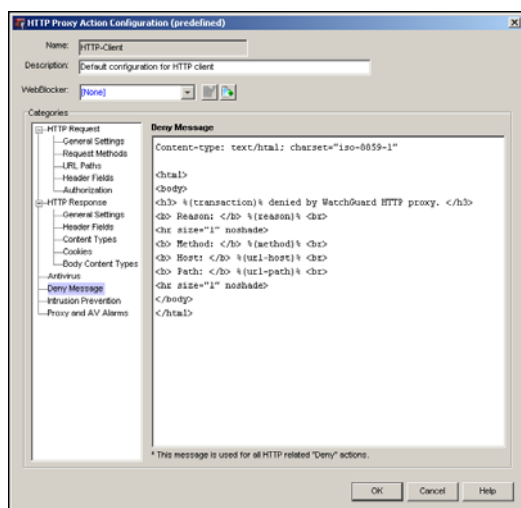 HTTP Proxy Action Configuration (predefined)
Name: HTTP-Client
Description: Default configuration for HTTP client
WebBlocker: [None]
Categories
HTTP Request
General Settings
Request Methods
URL Paths
Header Fields
Authorization
HTTP Response
General Settings
Header Fields
Content Types
Cookies
Body Content Types
Antivirus
Deny Message
Intrusion Prevention
Proxy and AV Alarms
Deny Message
Content-type: text/html; charset="iso-8859-1"
<html>
<body>
<h3> %(transaction)% denied by WatchGuard HTTP proxy. </h3>
<b> Reason: </b> %(reason)% <br>
<hr size="1" noshade>
<b> Method: </b> %(method)% <br>
<b> Host: </b> %(url-host)% <br>
<b> Path: </b> %(url-path)% <br>
<hr size="1" noshade>
</body>
</html>
* This message is used for all HTTP related "Deny" actions.
OK Cancel Help